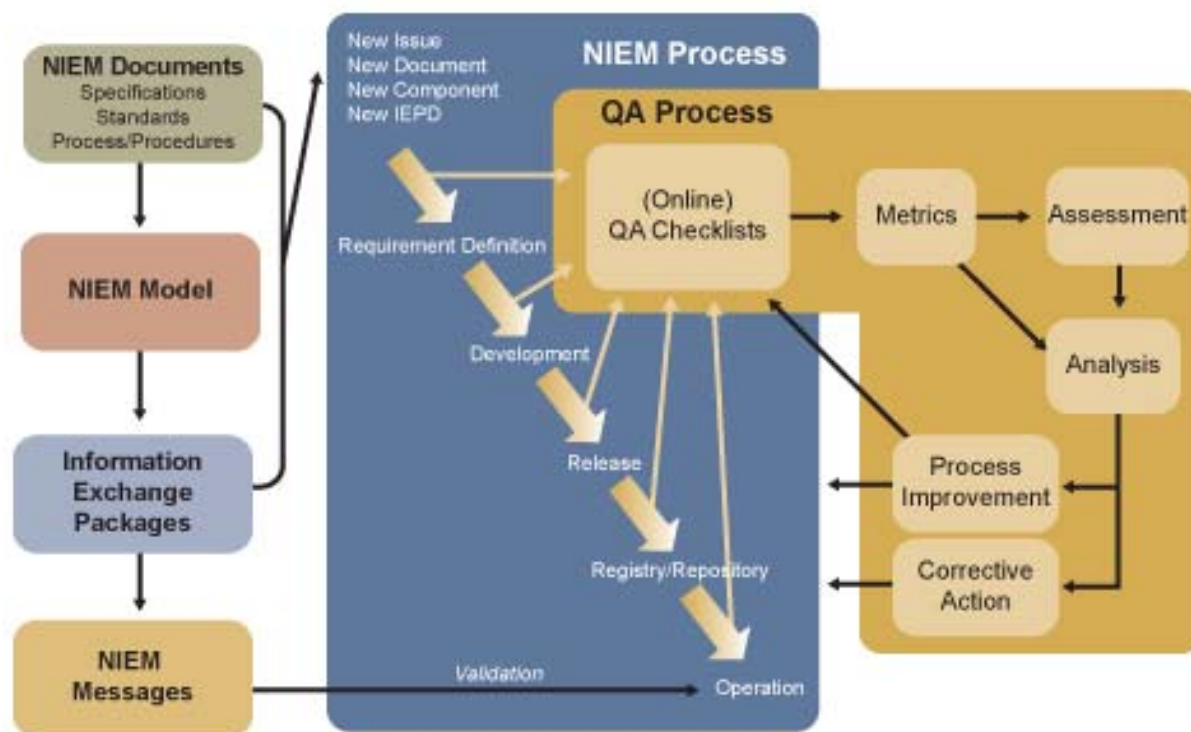 NIEM Documents
Specifications
Standards
Process/Procedures
NIEM Model
Information
Exchange
Packages
NIEM
Messages
New Issue
New Document
New Component
New IEPD
NIEM Process
Requirement Definition
Development
Release
Registry/Repository
Validation
Operation
QA Process
(Online)
QA Checklists
Metrics
Assessment
Analysis
Process
Improvement
Corrective
Action